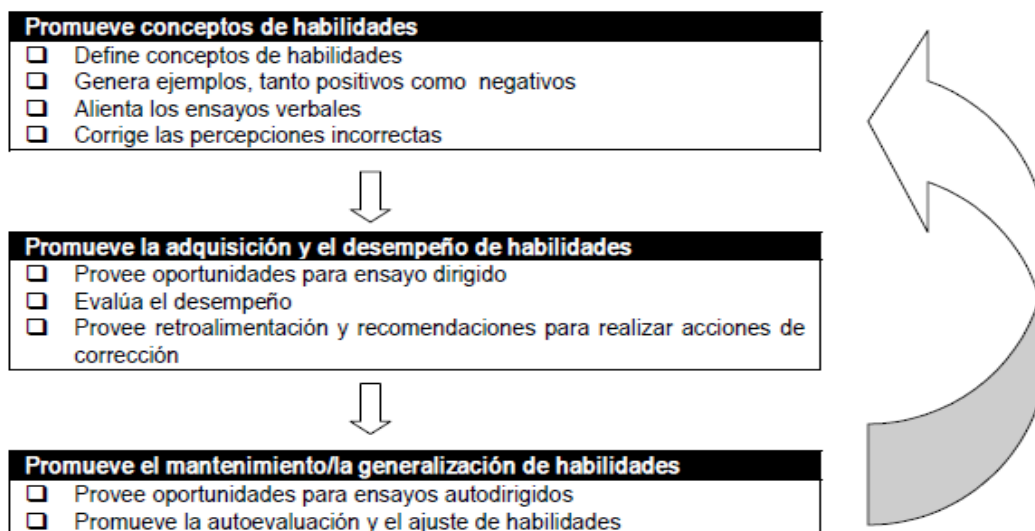 Promueve conceptos de habilidades
❑ Define conceptos de habilidades
❑ Genera ejemplos, tanto positivos como negativos
❑ Alienta los ensayos verbales
❑ Corrige las percepciones incorrectas
Promueve la adquisición y el desempeño de habilidades
❑ Provee oportunidades para ensayo dirigido
❑ Evalúa el desempeño
❑ Provee retroalimentación y recomendaciones para realizar acciones de
corrección
Promueve el mantenimiento/la generalización de habilidades
❑ Provee oportunidades para ensayos autodirigidos
❑ Promueve la autoevaluación y el ajuste de habilidades